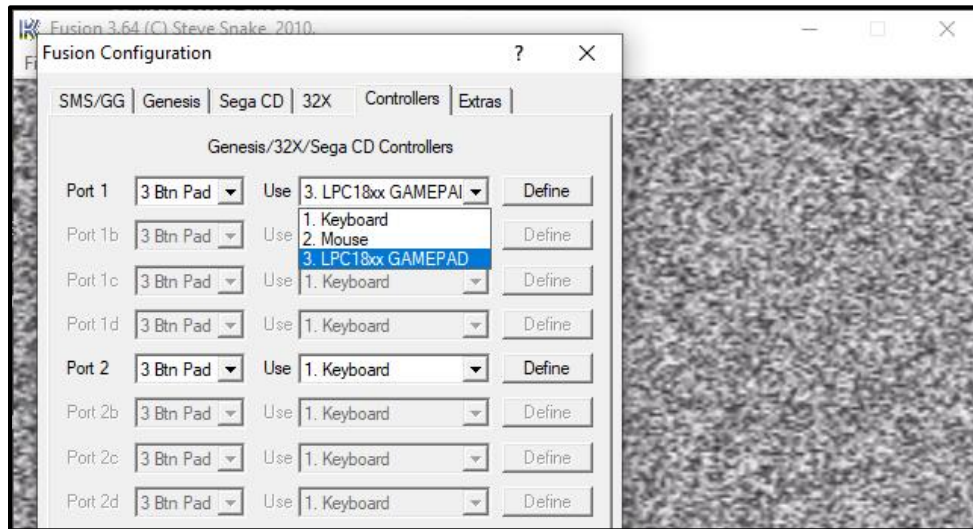 Fusion 3.64 (C) Steve Snake, 2010.
Fi
Fusion Configuration ?
SMS/GG Genesis Sega CD 32X Controllers Extras
Genesis/32X/Sega CD Controllers
Port 1 3 Btn Pad Use 3. LPC18xx GAMEPAI Define
1. Keyboard
2. Mouse
3. LPC18xx GAMEPAD
Port 1b 3 Btn Pad Use Define
Port 1c 3 Btn Pad Use 1. Keyboard Define
Port 1d 3 Btn Pad Use 1. Keyboard Define
Port 2 3 Btn Pad Use 1. Keyboard Define
Port 2b 3 Btn Pad Use 1. Keyboard Define
Port 2c 3 Btn Pad Use 1. Keyboard Define
Port 2d 3 Btn Pad Use 1. Keyboard Define